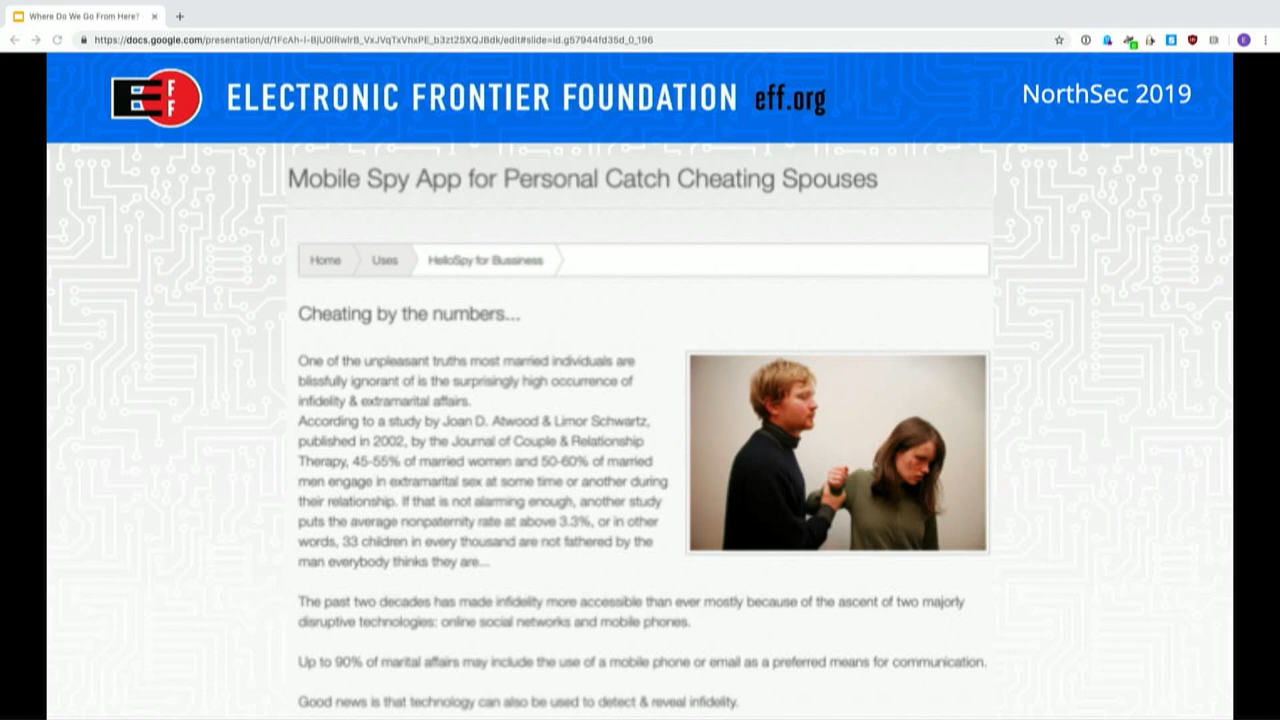 Where Do We Go From Here?
https://docs.google.com/presentation/d/1FcAh-I-BjU0IRwlrB_VxJVqTxVhxPE_b3zt2SXQJBdk/edit#slide=id.g57944fd35d_0_196
EFF
ELECTRONIC FRONTIER FOUNDATION eff.org
NorthSec 2019
Mobile Spy App for Personal Catch Cheating Spouses
Home Uses HelloSpy for Bussiness
Cheating by the numbers...
One of the unpleasant truths most married individuals are
blissfully ignorant of is the surprisingly high occurrence of
infidelity & extramarital affairs.
According to a study by Joan D. Atwood & Limor Schwartz,
published in 2002, by the Journal of Couple & Relationship
Therapy, 45-55% of married women and 50-60% of married
men engage in extramarital sex at some time or another during
their relationship. If that is not alarming enough, another study
puts the average nonpaternity rate at above 3.3%, or in other
words, 33 children in every thousand are not fathered by the
man everybody thinks they are...
The past two decades has made infidelity more accessible than ever mostly because of the ascent of two majorly
disruptive technologies: online social networks and mobile phones.
Up to 90% of marital affairs may include the use of a mobile phone or email as a preferred means for communication.
Good news is that technology can also be used to detect & reveal infidelity.